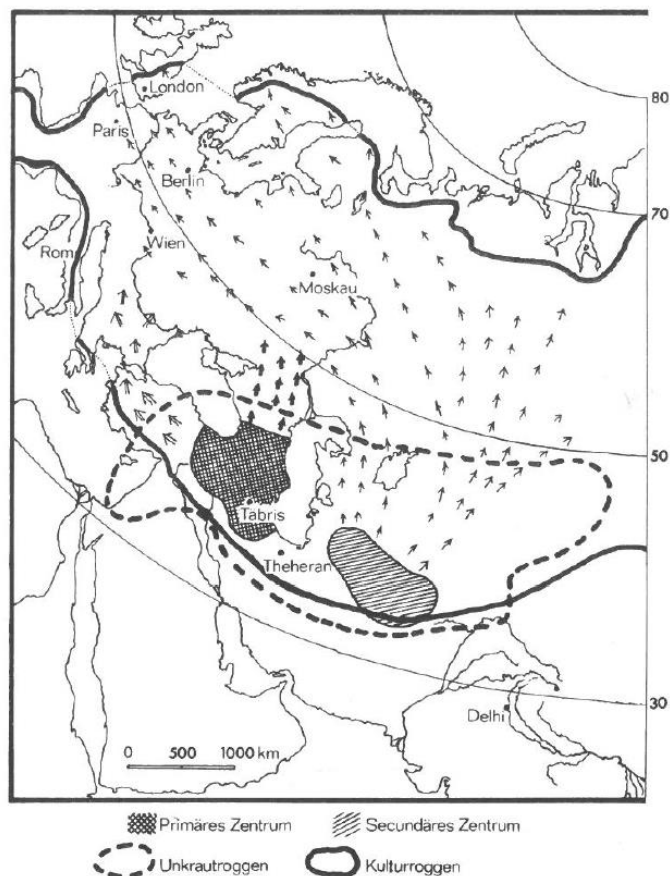 London
80
Paris
Berlin
70
Rom
Wien
Moskau
50
Tabris
Theheran
30
Delhi
0 500 1000 km
Primäres Zentrum Secundäres Zentrum
Unkrautroggen Kulturroggen